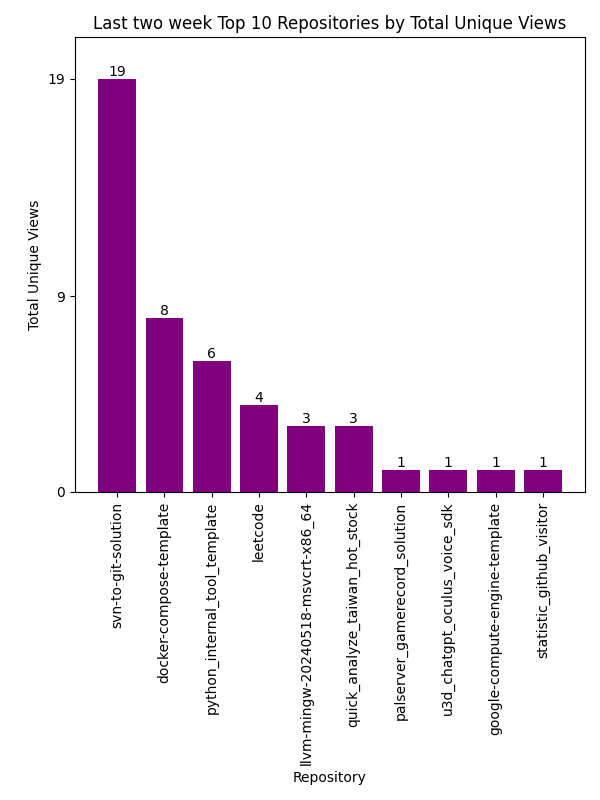 Last two week Top 10 Repositories by Total Unique Views
Total Unique Views
19
9
0
19
8
6
4
3
3
1
1
1
1
svn-to-git-solution
docker-compose-template
python_internal_tool_template
leetcode
llvm-mingw-20240518-msvcrt-x86_64
quick_analyze_taiwan_hot_stock
palserver_gamerecord_solution
u3d_chatgpt_oculus_voice_sdk
google-compute-engine-template
statistic_github_visitor
Repository